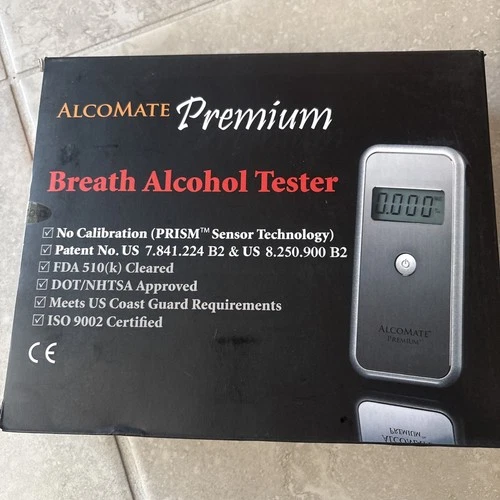 ALCOMATE Premium
Breath Alcohol Tester
☑ No Calibration (PRISM™ Sensor Technology)
☑ Patent No. US 7.841.224 B2 & US 8.250.900 B2
☑ FDA 510(k) Cleared
☑ DOT/NHTSA Approved
☑ Meets US Coast Guard Requirements
☑ ISO 9002 Certified
CE
0.000
ALCOMATE®
PREMIUM™